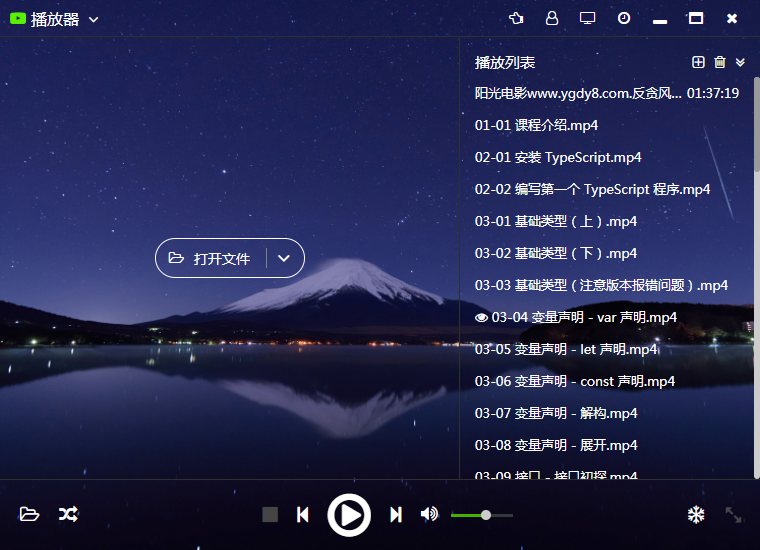 播放器
打开文件
播放列表
阳光电影www.ygdy8.com.反贪风... 01:37:19
01-01 课程介绍.mp4
02-01 安装 TypeScript.mp4
02-02 编写第一个 TypeScript 程序.mp4
03-01 基础类型（上）.mp4
03-02 基础类型（下）.mp4
03-03 基础类型（注意版本报错问题）.mp4
03-04 变量声明 - var 声明.mp4
03-05 变量声明 - let 声明.mp4
03-06 变量声明 - const 声明.mp4
03-07 变量声明 - 解构.mp4
03-08 变量声明 - 展开.mp4
03-09 接口 - 接口初探.mp4